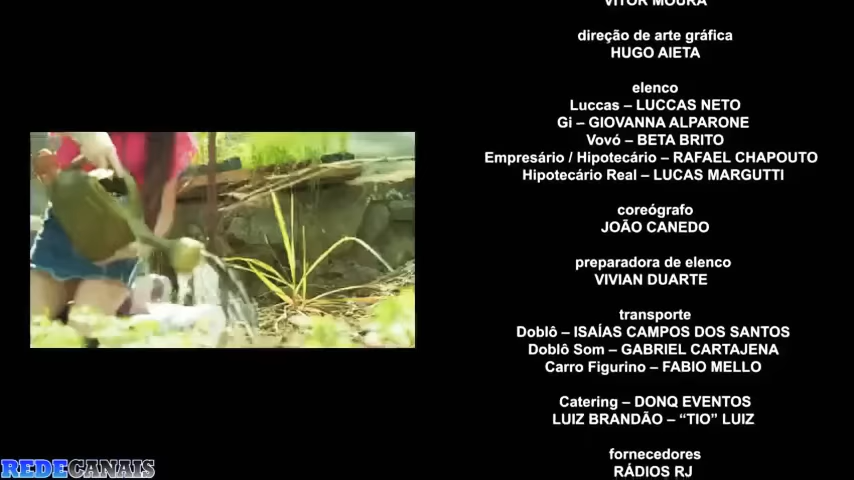 VITOR MOURA
direção de arte gráfica
HUGO AIETA
elenco
Luccas – LUCCAS NETO
Gi – GIOVANNA ALPARONE
Vovó – BETA BRITO
Empresário / Hipotecário – RAFAEL CHAPOUTO
Hipotecário Real – LUCAS MARGUTTI
coreógrafo
JOÃO CANEDO
preparadora de elenco
VIVIAN DUARTE
transporte
Doblô – ISAÍAS CAMPOS DOS SANTOS
Doblô Som – GABRIEL CARTAJENA
Carro Figurino – FABIO MELLO
Catering – DONQ EVENTOS
LUIZ BRANDÃO – “TIO” LUIZ
fornecedores
RÁDIOS RJ
REDECANAIS